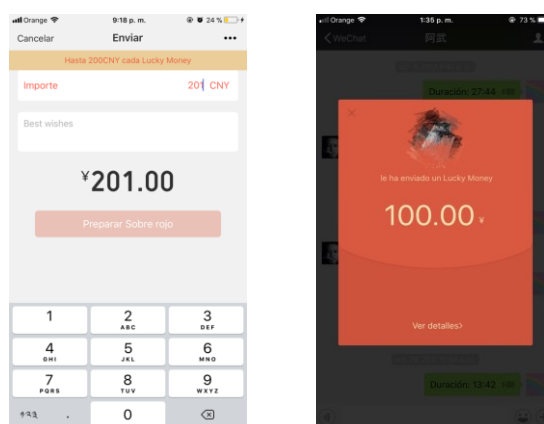 Orange 9:18 p. m. 24 %
Cancelar Enviar •••
Hasta 200CNY cada Lucky Money
Importe 201 CNY
Best wishes
¥201.00
Preparar Sobre rojo
1 2 3
ABC DEF
4 5 6
GHI JKL MNO
7 8 9
PQRS TUV WXYZ
.
0
Orange 1:35 p. m. 73 %
WeChat 阿武
Duración: 27:44
le ha enviado un Lucky Money
100.00 ¥
Ver detalles>
Duración: 13:42